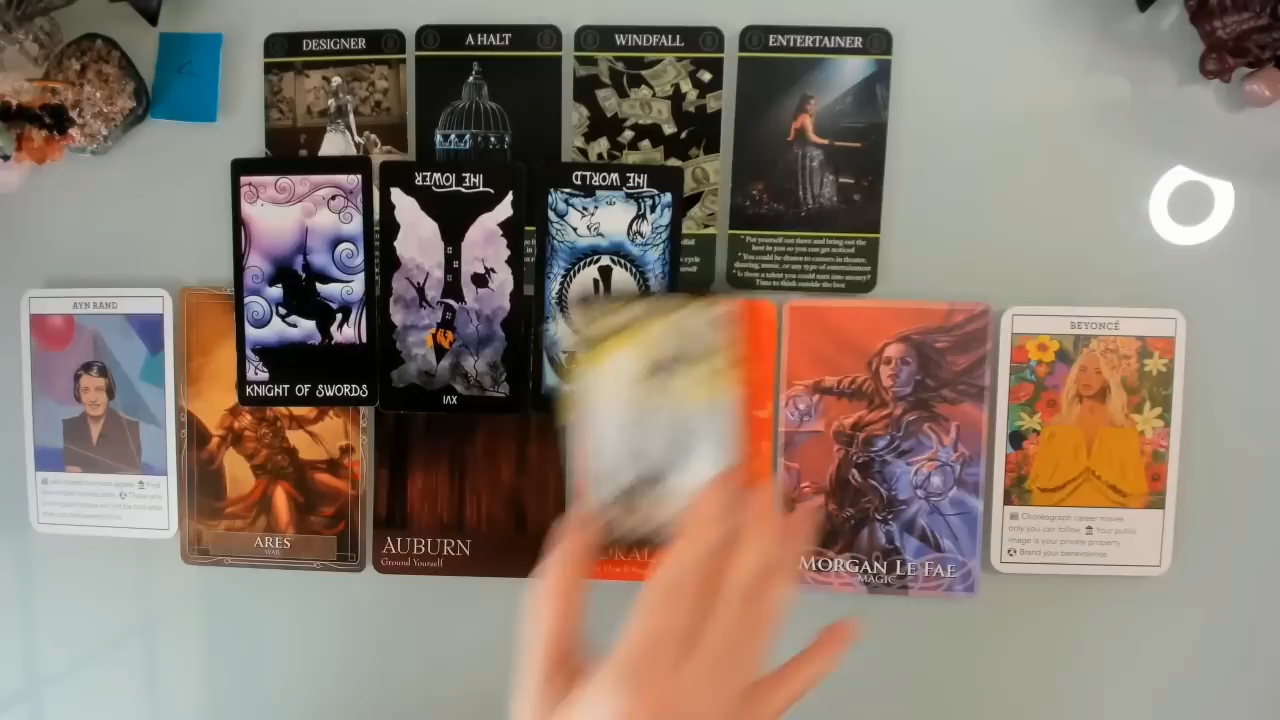 DESIGNER
A HALT
WINDFALL
ENTERTAINER
THE TOWER
THE WORLD
" Put yourself out there and bring out the
best in you so you can get noticed
" You could be drawn to careers in theatre,
dancing, music, or any type of entertainment
" Is there a talent you could turn into money?
Time to think outside the box
AYN RAND
BEYONCÉ
KNIGHT OF SWORDS
XVI
ARES
WAR
AUBURN
Ground Yourself
MORGAN LE FAE
MAGIC
Choreograph career moves
only you can follow. Your public
image is your private property.
Brand your benevolence.